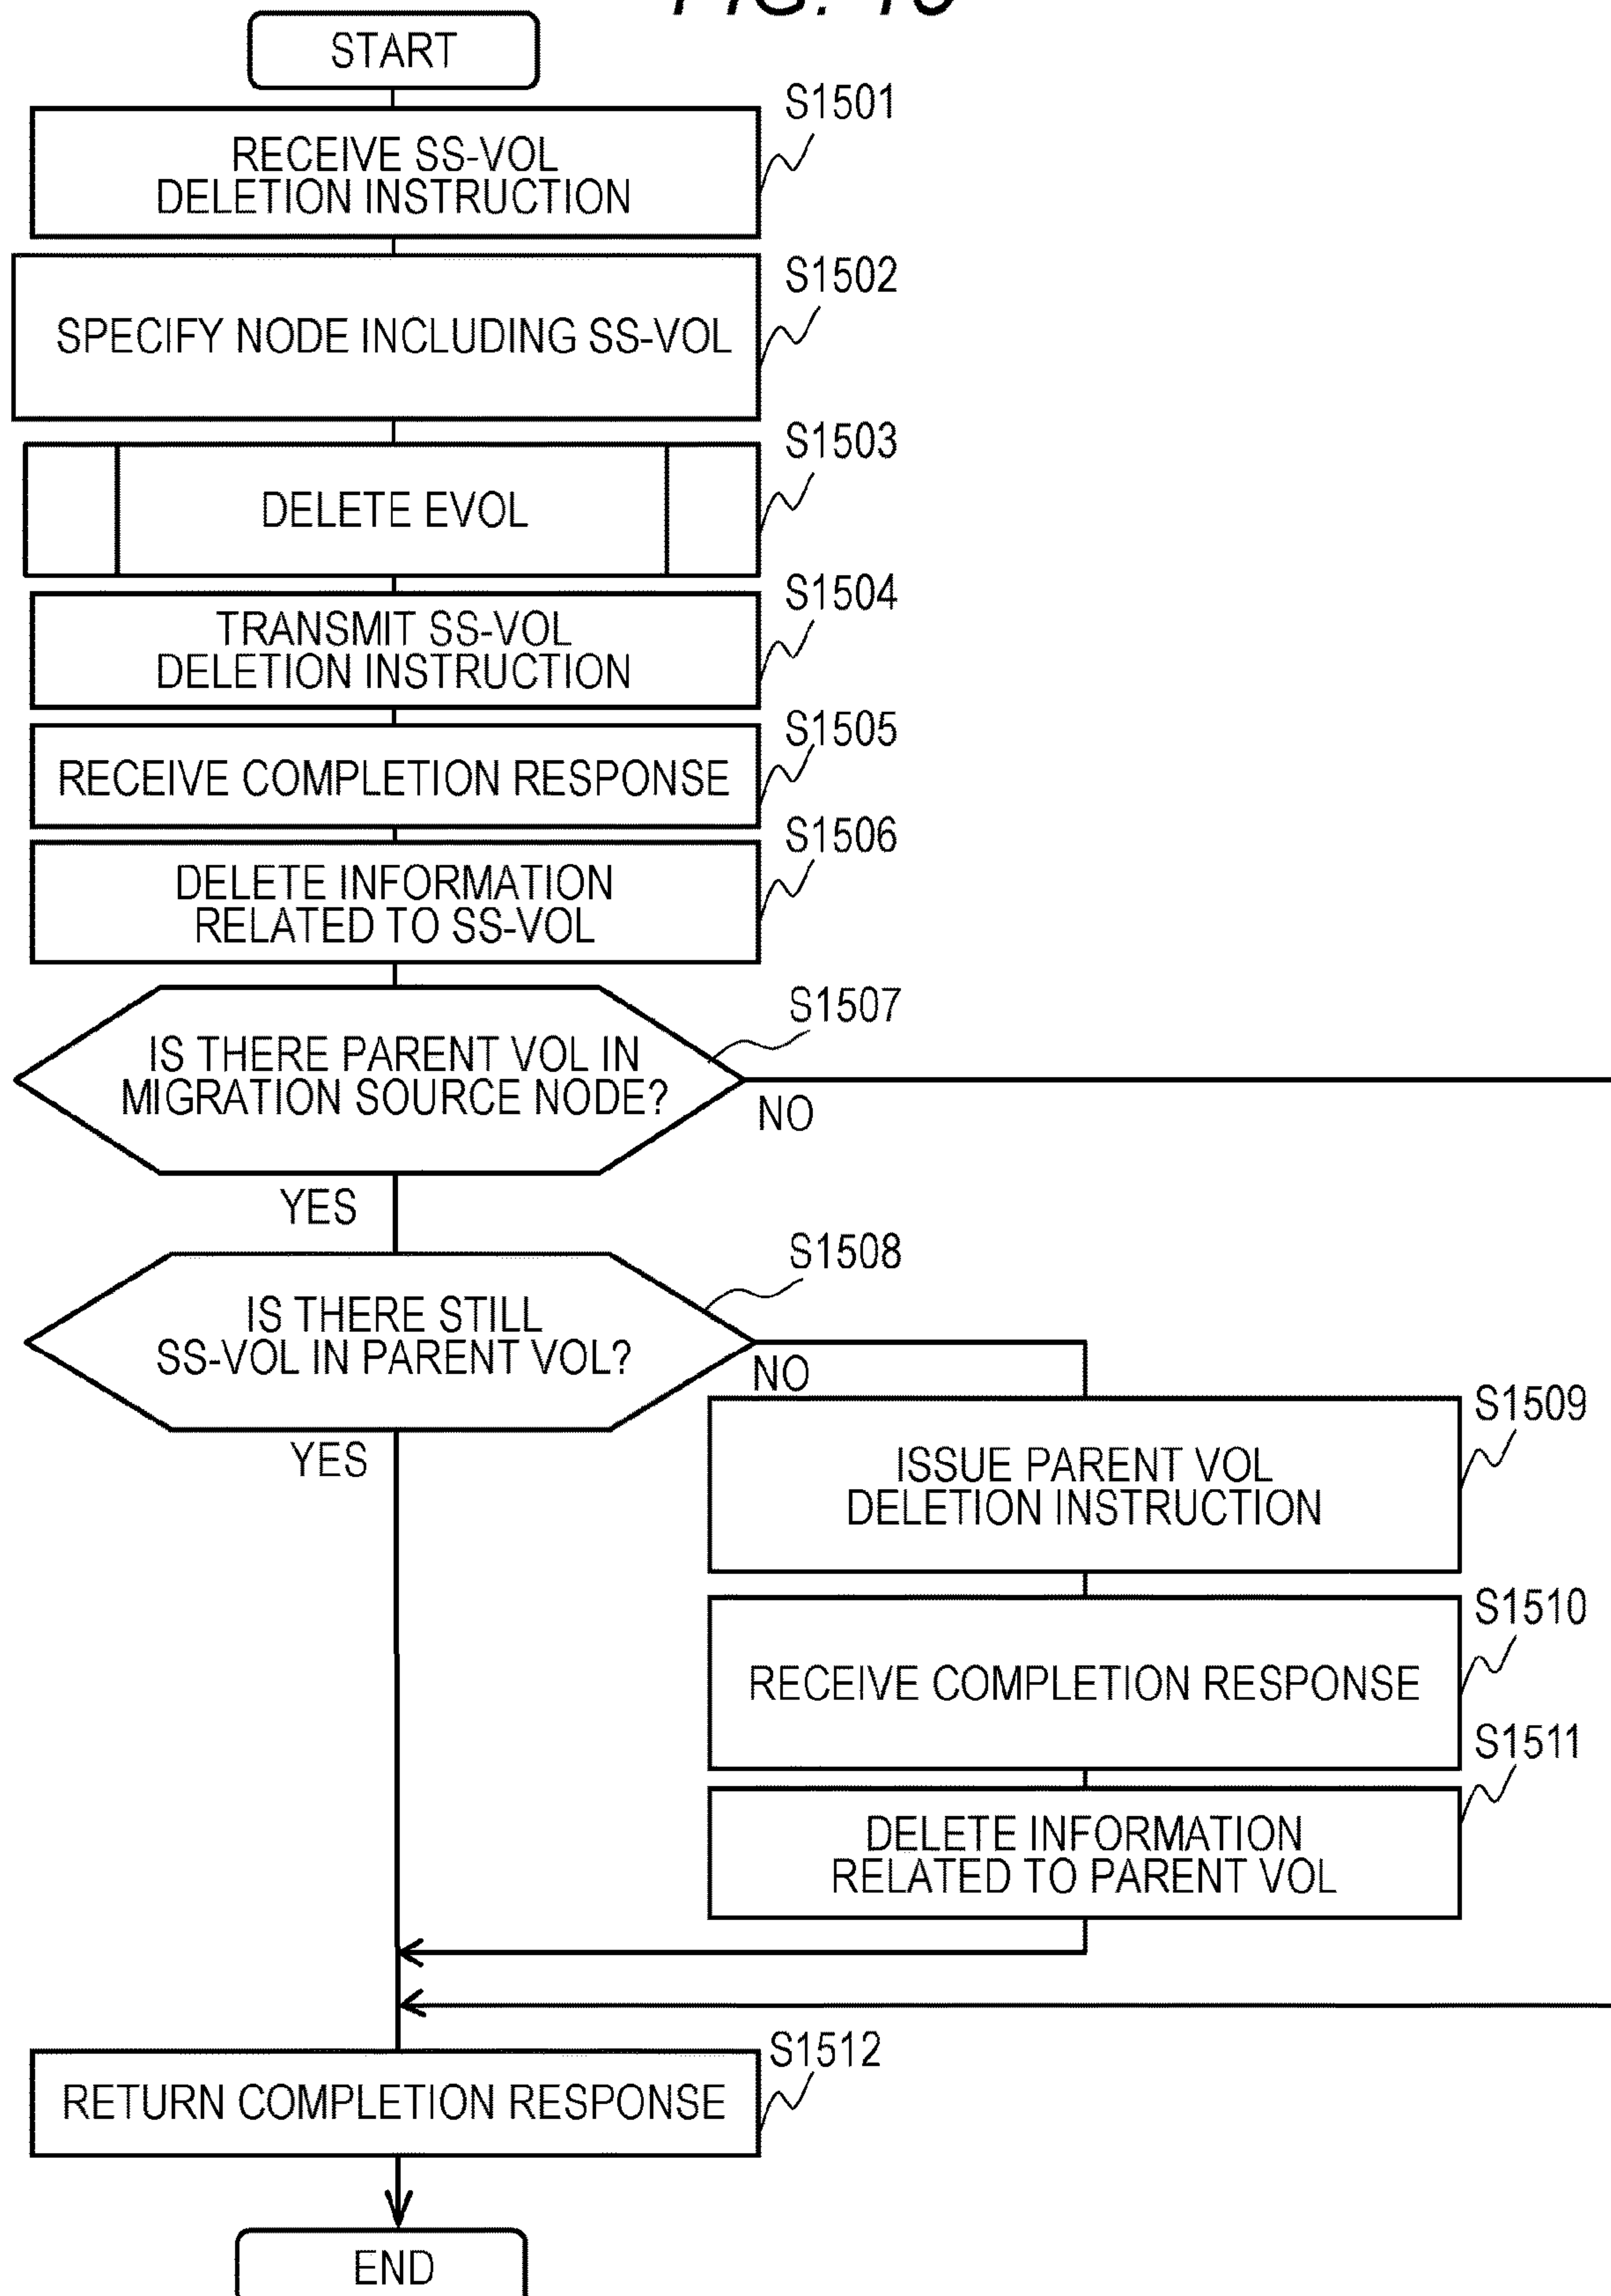 START
S1501
RECEIVE SS-VOL
DELETION INSTRUCTION
S1502
SPECIFY NODE INCLUDING SS-VOL
S1503
DELETE EVOL
S1504
TRANSMIT SS-VOL
DELETION INSTRUCTION
S1505
RECEIVE COMPLETION RESPONSE
S1506
DELETE INFORMATION
RELATED TO SS-VOL
S1507
IS THERE PARENT VOL IN
MIGRATION SOURCE NODE?
NO
YES
S1508
IS THERE STILL
SS-VOL IN PARENT VOL?
NO
YES
S1509
ISSUE PARENT VOL
DELETION INSTRUCTION
S1510
RECEIVE COMPLETION RESPONSE
S1511
DELETE INFORMATION
RELATED TO PARENT VOL
S1512
RETURN COMPLETION RESPONSE
END